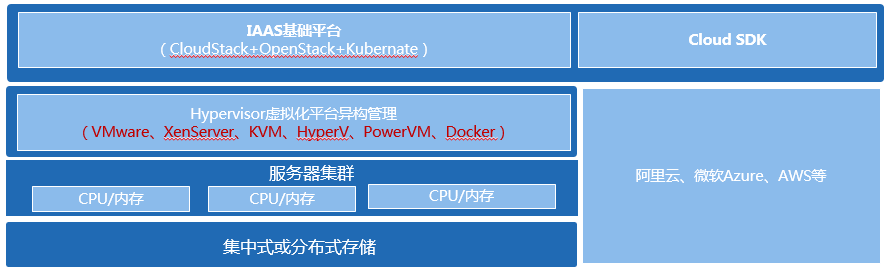 IAAS基础平台
（CloudStack+OpenStack+Kubernate）
Cloud SDK
Hypervisor虚拟化平台异构管理
（VMware、XenServer、KVM、HyperV、PowerVM、Docker）
服务器集群
CPU/内存
CPU/内存
CPU/内存
阿里云、微软Azure、AWS等
集中式或分布式存储